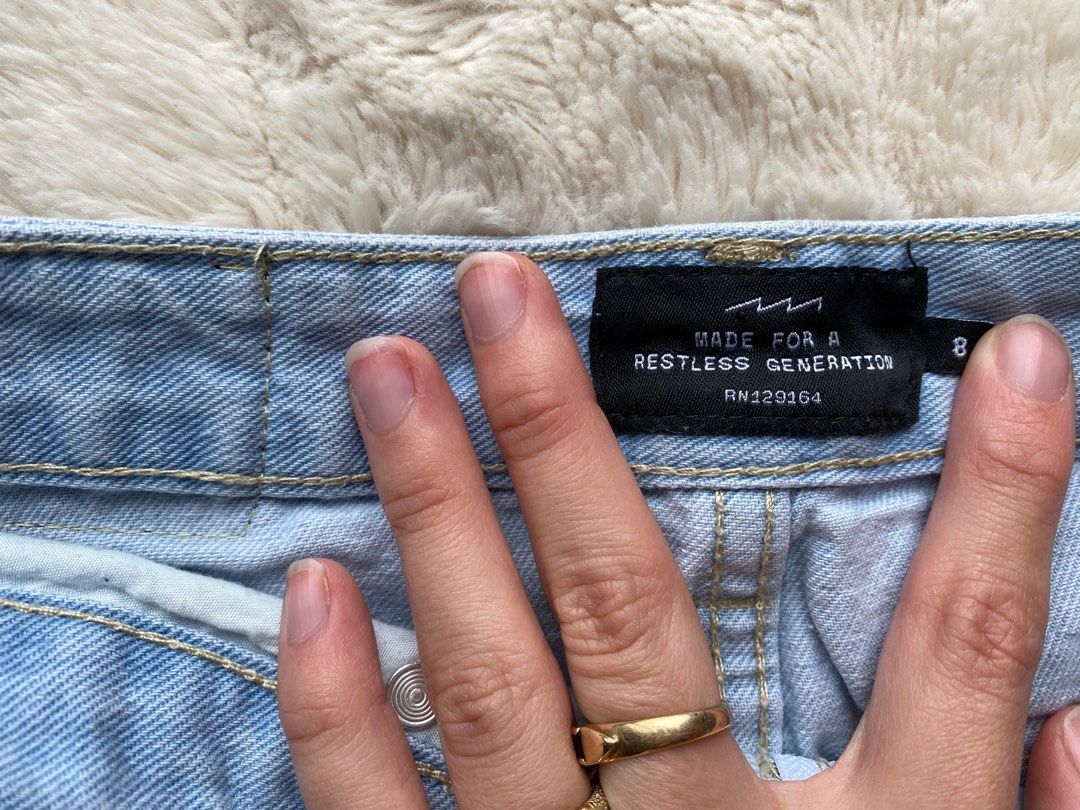 MADE FOR A
RESTLESS GENERATION
RN129164
8